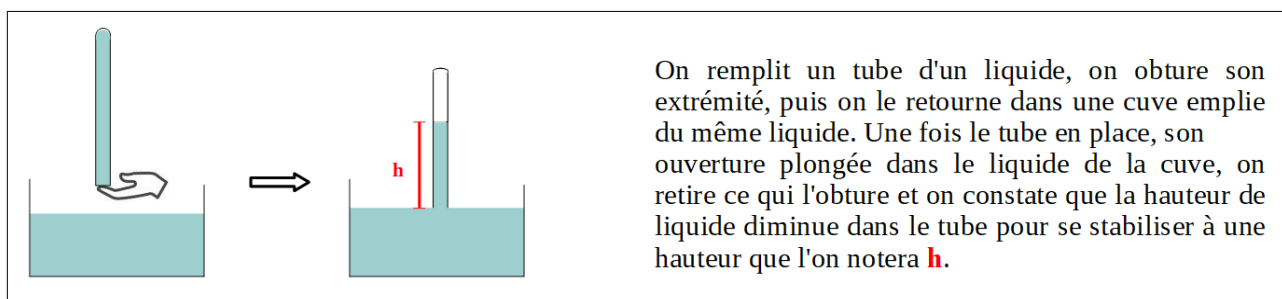 h
On remplit un tube d'un liquide, on obture son
extrémité, puis on le retourne dans une cuve emplie
du même liquide. Une fois le tube en place, son
ouverture plongée dans le liquide de la cuve, on
retire ce qui l'obture et on constate que la hauteur de
liquide diminue dans le tube pour se stabiliser à une
hauteur que l'on notera h.